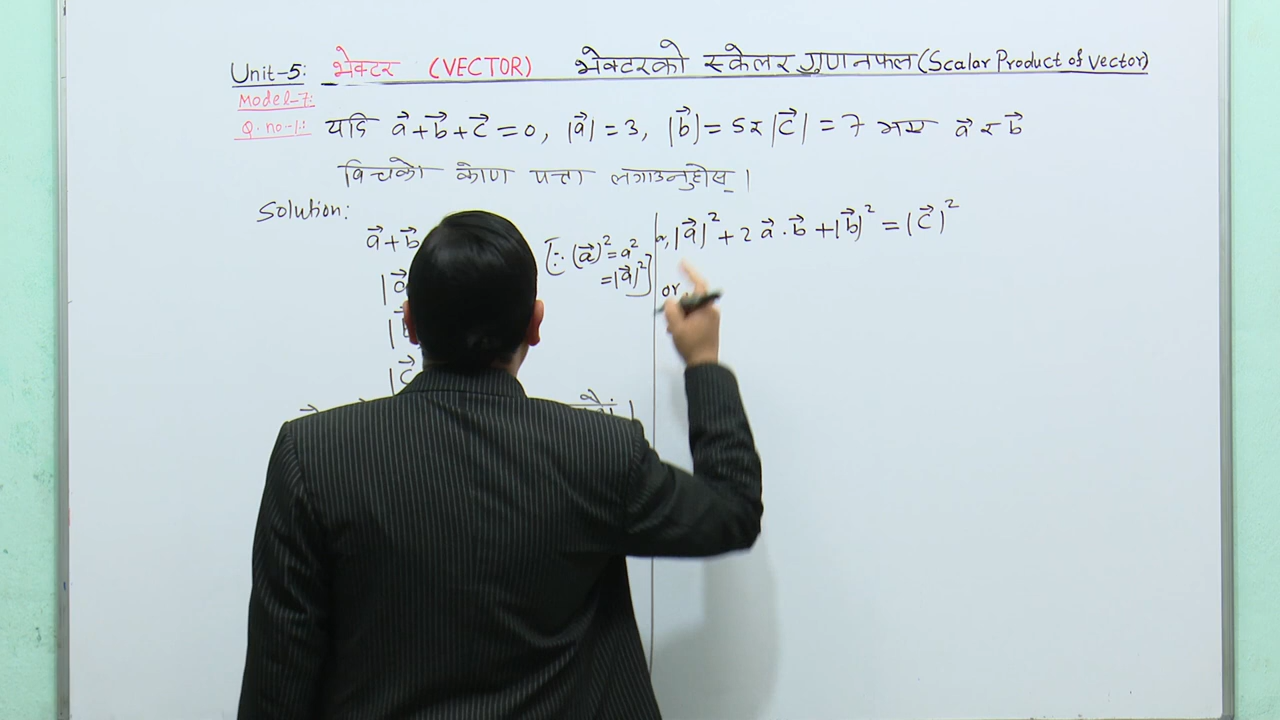 Unit-5: भेक्टर (VECTOR) भेक्टरको स्केलर गुणनफल (Scalar Product of Vector)
Model-7:
Q.no-1: यदि a⃗+b⃗+c⃗=0, |a⃗|=3, |b⃗|=5 र |c⃗|=7 भए a⃗ र b⃗
विचको कोण पत्ता लगाउनुहोस् ।
Solution:
a⃗+b⃗
|a⃗
|b⃗
|c⃗
[∵ (a⃗)²=a²
=|a⃗|²]
or, |a⃗|²+2a⃗.b⃗+|b⃗|²=|c⃗|²
or,